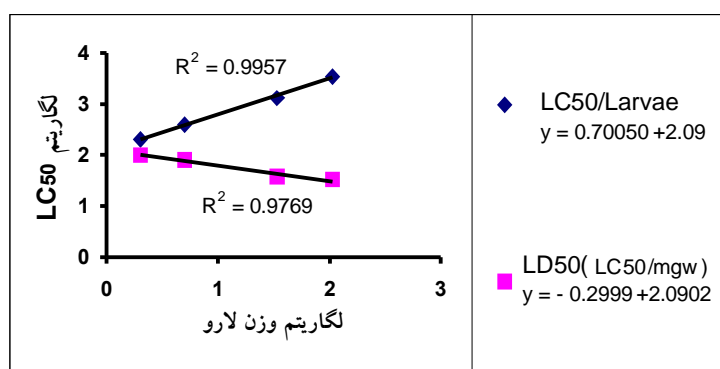 4
3
2
1
0
R² = 0.9957
R² = 0.9769
0 1 2 3
لگاریتم LC50
لگاریتم وزن لارو
LC50/Larvae
y = 0.70050 +2.09
LD50( LC50/mgw)
y = - 0.2999 +2.0902